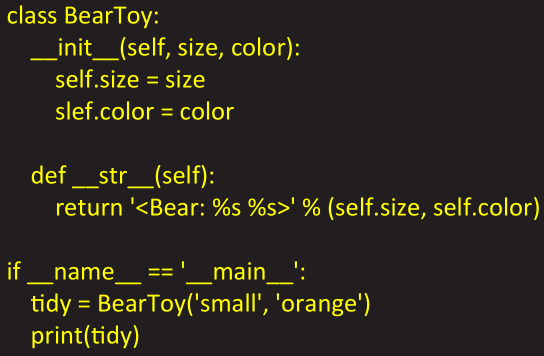 class BearToy:
__init__(self, size, color):
self.size = size
slef.color = color
def __str__(self):
return '<Bear: %s %s>' % (self.size, self.color)
if __name__ == '__main__':
tidy = BearToy('small', 'orange')
print(tidy)